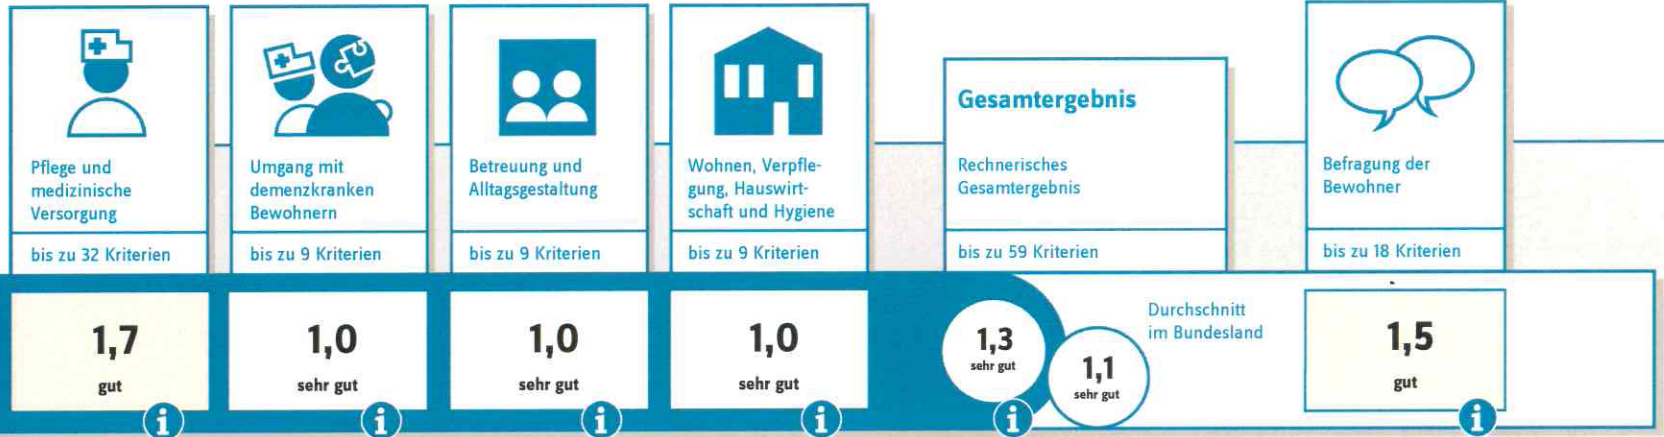 Pflege und
medizinische
Versorgung
bis zu 32 Kriterien
1,7
gut
i
Umgang mit
demenzkranken
Bewohnern
bis zu 9 Kriterien
1,0
sehr gut
i
Betreuung und
Alltagsgestaltung
bis zu 9 Kriterien
1,0
sehr gut
i
Wohnen, Verpfle-
gung, Hauswirt-
schaft und Hygiene
bis zu 9 Kriterien
1,0
sehr gut
i
Gesamtergebnis
Rechnerisches
Gesamtergebnis
bis zu 59 Kriterien
1,3
sehr gut
i
1,1
sehr gut
Durchschnitt
im Bundesland
Befragung der
Bewohner
bis zu 18 Kriterien
1,5
gut
i